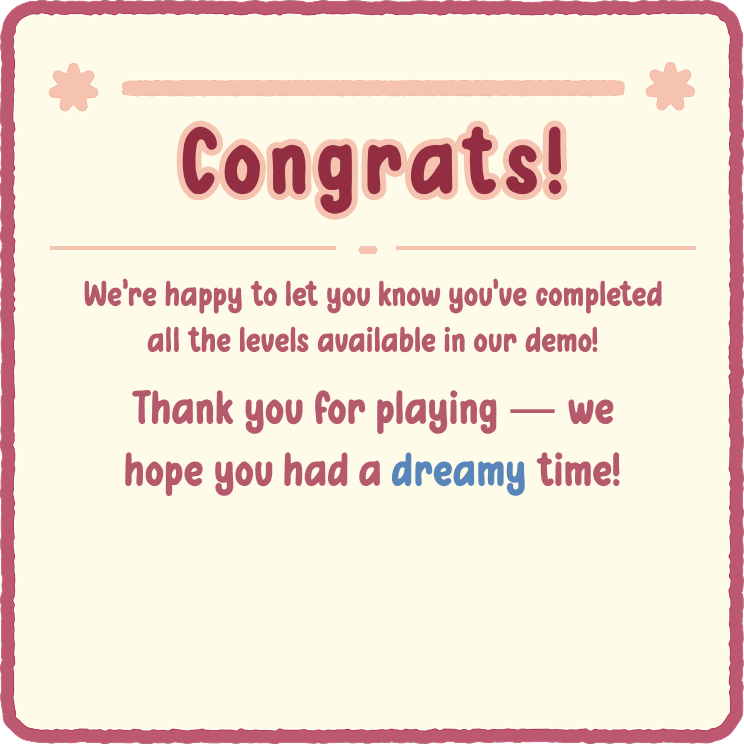 Congrats!
We're happy to let you know you've completed
all the levels available in our demo!
Thank you for playing — we
hope you had a dreamy time!